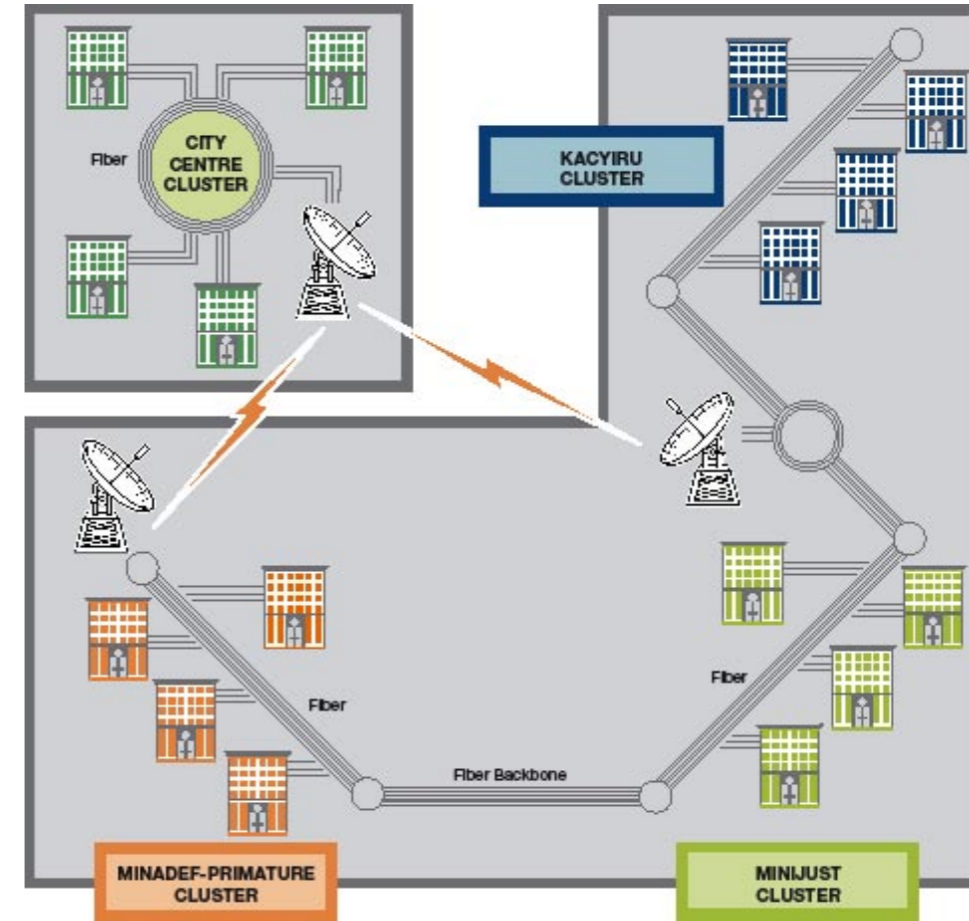 CITY
CENTRE
CLUSTER
Fiber
KACYIRU
CLUSTER
Fiber
Fiber
Fiber Backbone
MINADEF-PRIMATURE
CLUSTER
MINIJUST
CLUSTER